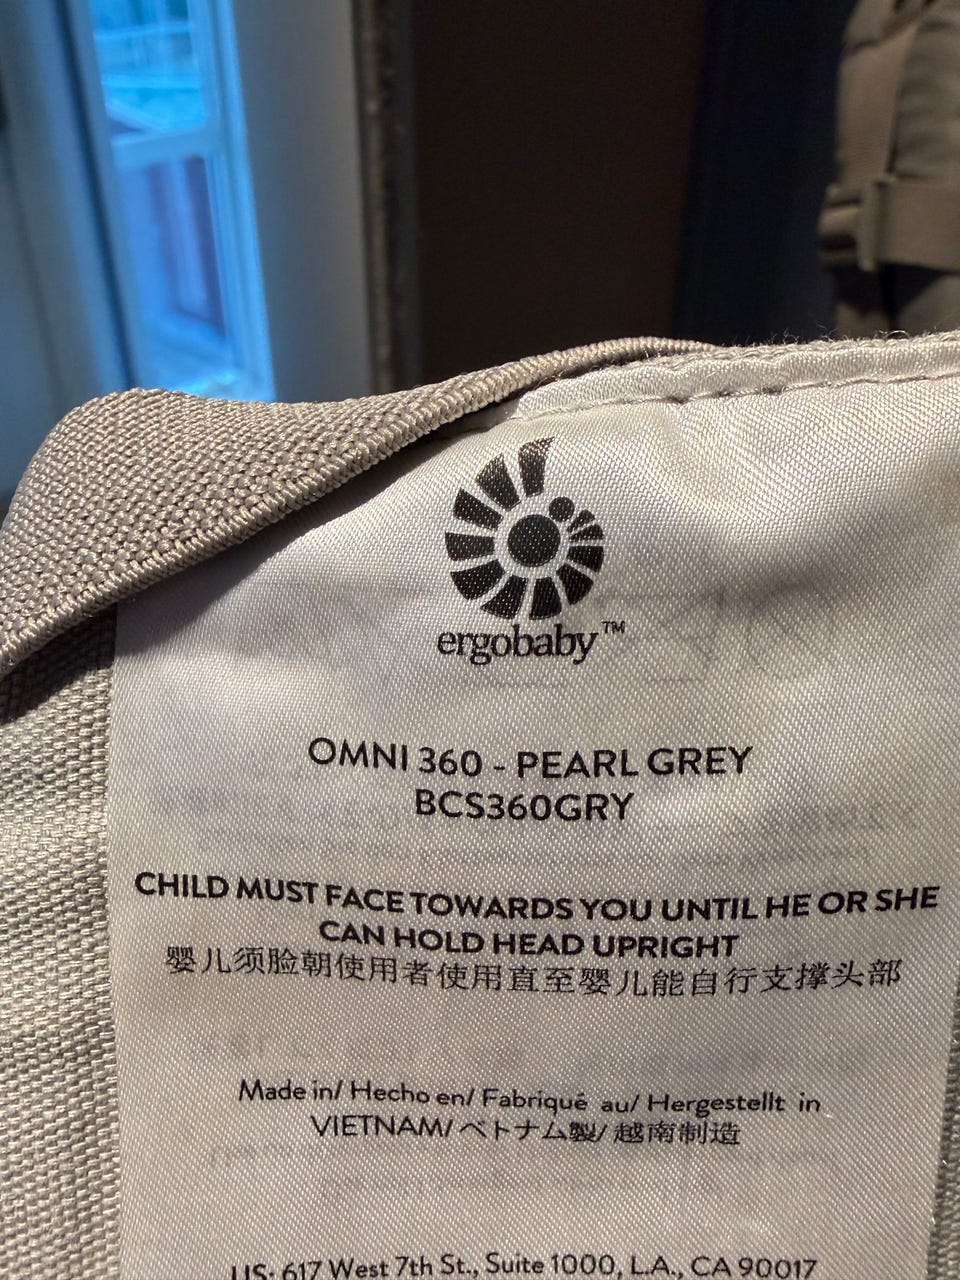 ergobaby™
OMNI 360 - PEARL GREY
BCS360GRY
CHILD MUST FACE TOWARDS YOU UNTIL HE OR SHE
CAN HOLD HEAD UPRIGHT
婴儿须脸朝使用者使用直至婴儿能自行支撑头部
Made in/ Hecho en/ Fabriqué au/ Hergestellt in
VIETNAM/ ベトナム製/ 越南制造
US: 617 West 7th St., Suite 1000, L.A., CA 90017